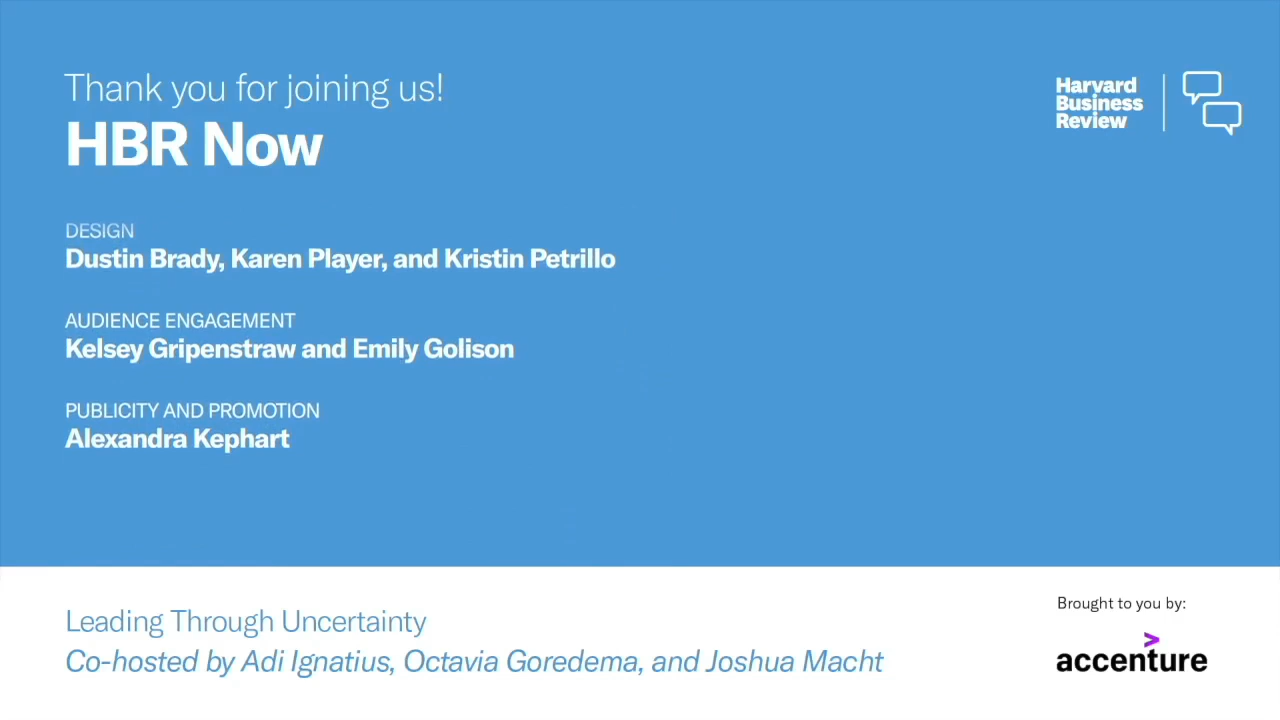 Thank you for joining us!
HBR Now
Harvard
Business
Review
DESIGN
Dustin Brady, Karen Player, and Kristin Petrillo
AUDIENCE ENGAGEMENT
Kelsey Gripenstraw and Emily Golison
PUBLICITY AND PROMOTION
Alexandra Kephart
Leading Through Uncertainty
Co-hosted by Adi Ignatius, Octavia Goredema, and Joshua Macht
Brought to you by:
accenture